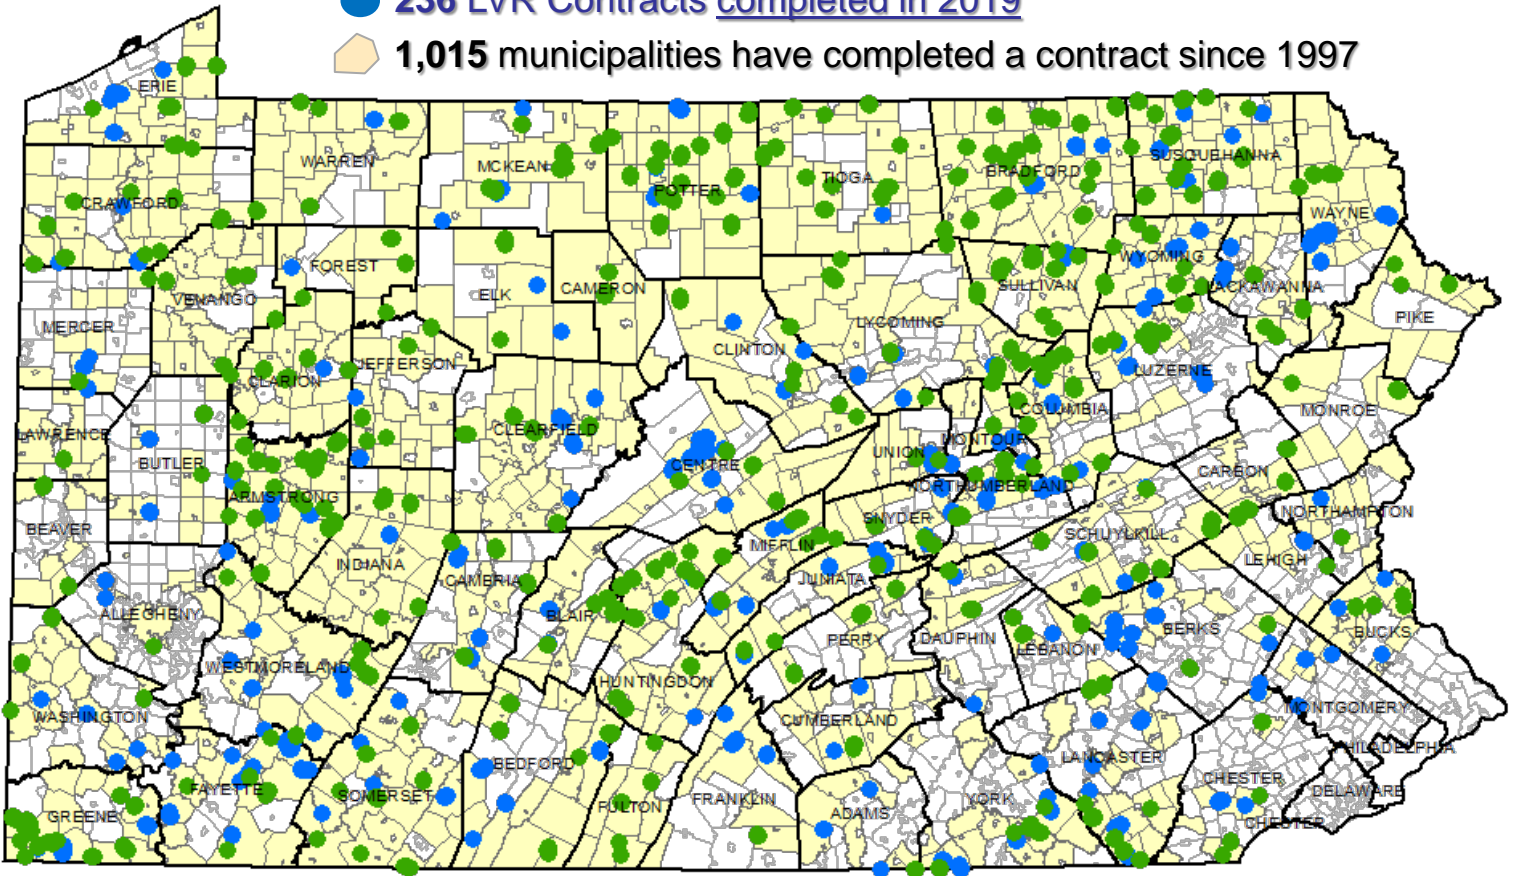 236 LVR Contracts completed in 2019
1,015 municipalities have completed a contract since 1997
ERIE
WARREN
MCKEAN
POTTER
TIOGA
BRADFORD
SUSQUEHANNA
CRAWFORD
WAYNE
FOREST
WYOMING
VENANGO
ELK
CAMERON
SULLIVAN
LACKAWANNA
MERCER
LYCOMING
PIKE
CLINTON
JEFFERSON
CLARION
LUZERNE
COLUMBIA
MONROE
LAWRENCE
CLEARFIELD
MONTOUR
UNION
BUTLER
CENTRE
CARBON
ARMSTRONG
NORTHUMBERLAND
NORTHAMPTON
BEAVER
SNYDER
SCHUYLKILL
MIFFLIN
LEHIGH
INDIANA
CAMBRIA
JUNIATA
ALLEGHENY
BLAIR
PERRY
DAUPHIN
LEBANON
BERKS
BUCKS
WESTMORELAND
HUNTINGDON
WASHINGTON
CUMBERLAND
MONTGOMERY
PHILADELPHIA
BEDFORD
LANCASTER
CHESTER
FAYETTE
SOMERSET
FULTON
FRANKLIN
YORK
DELAWARE
GREENE
ADAMS
CHESTER